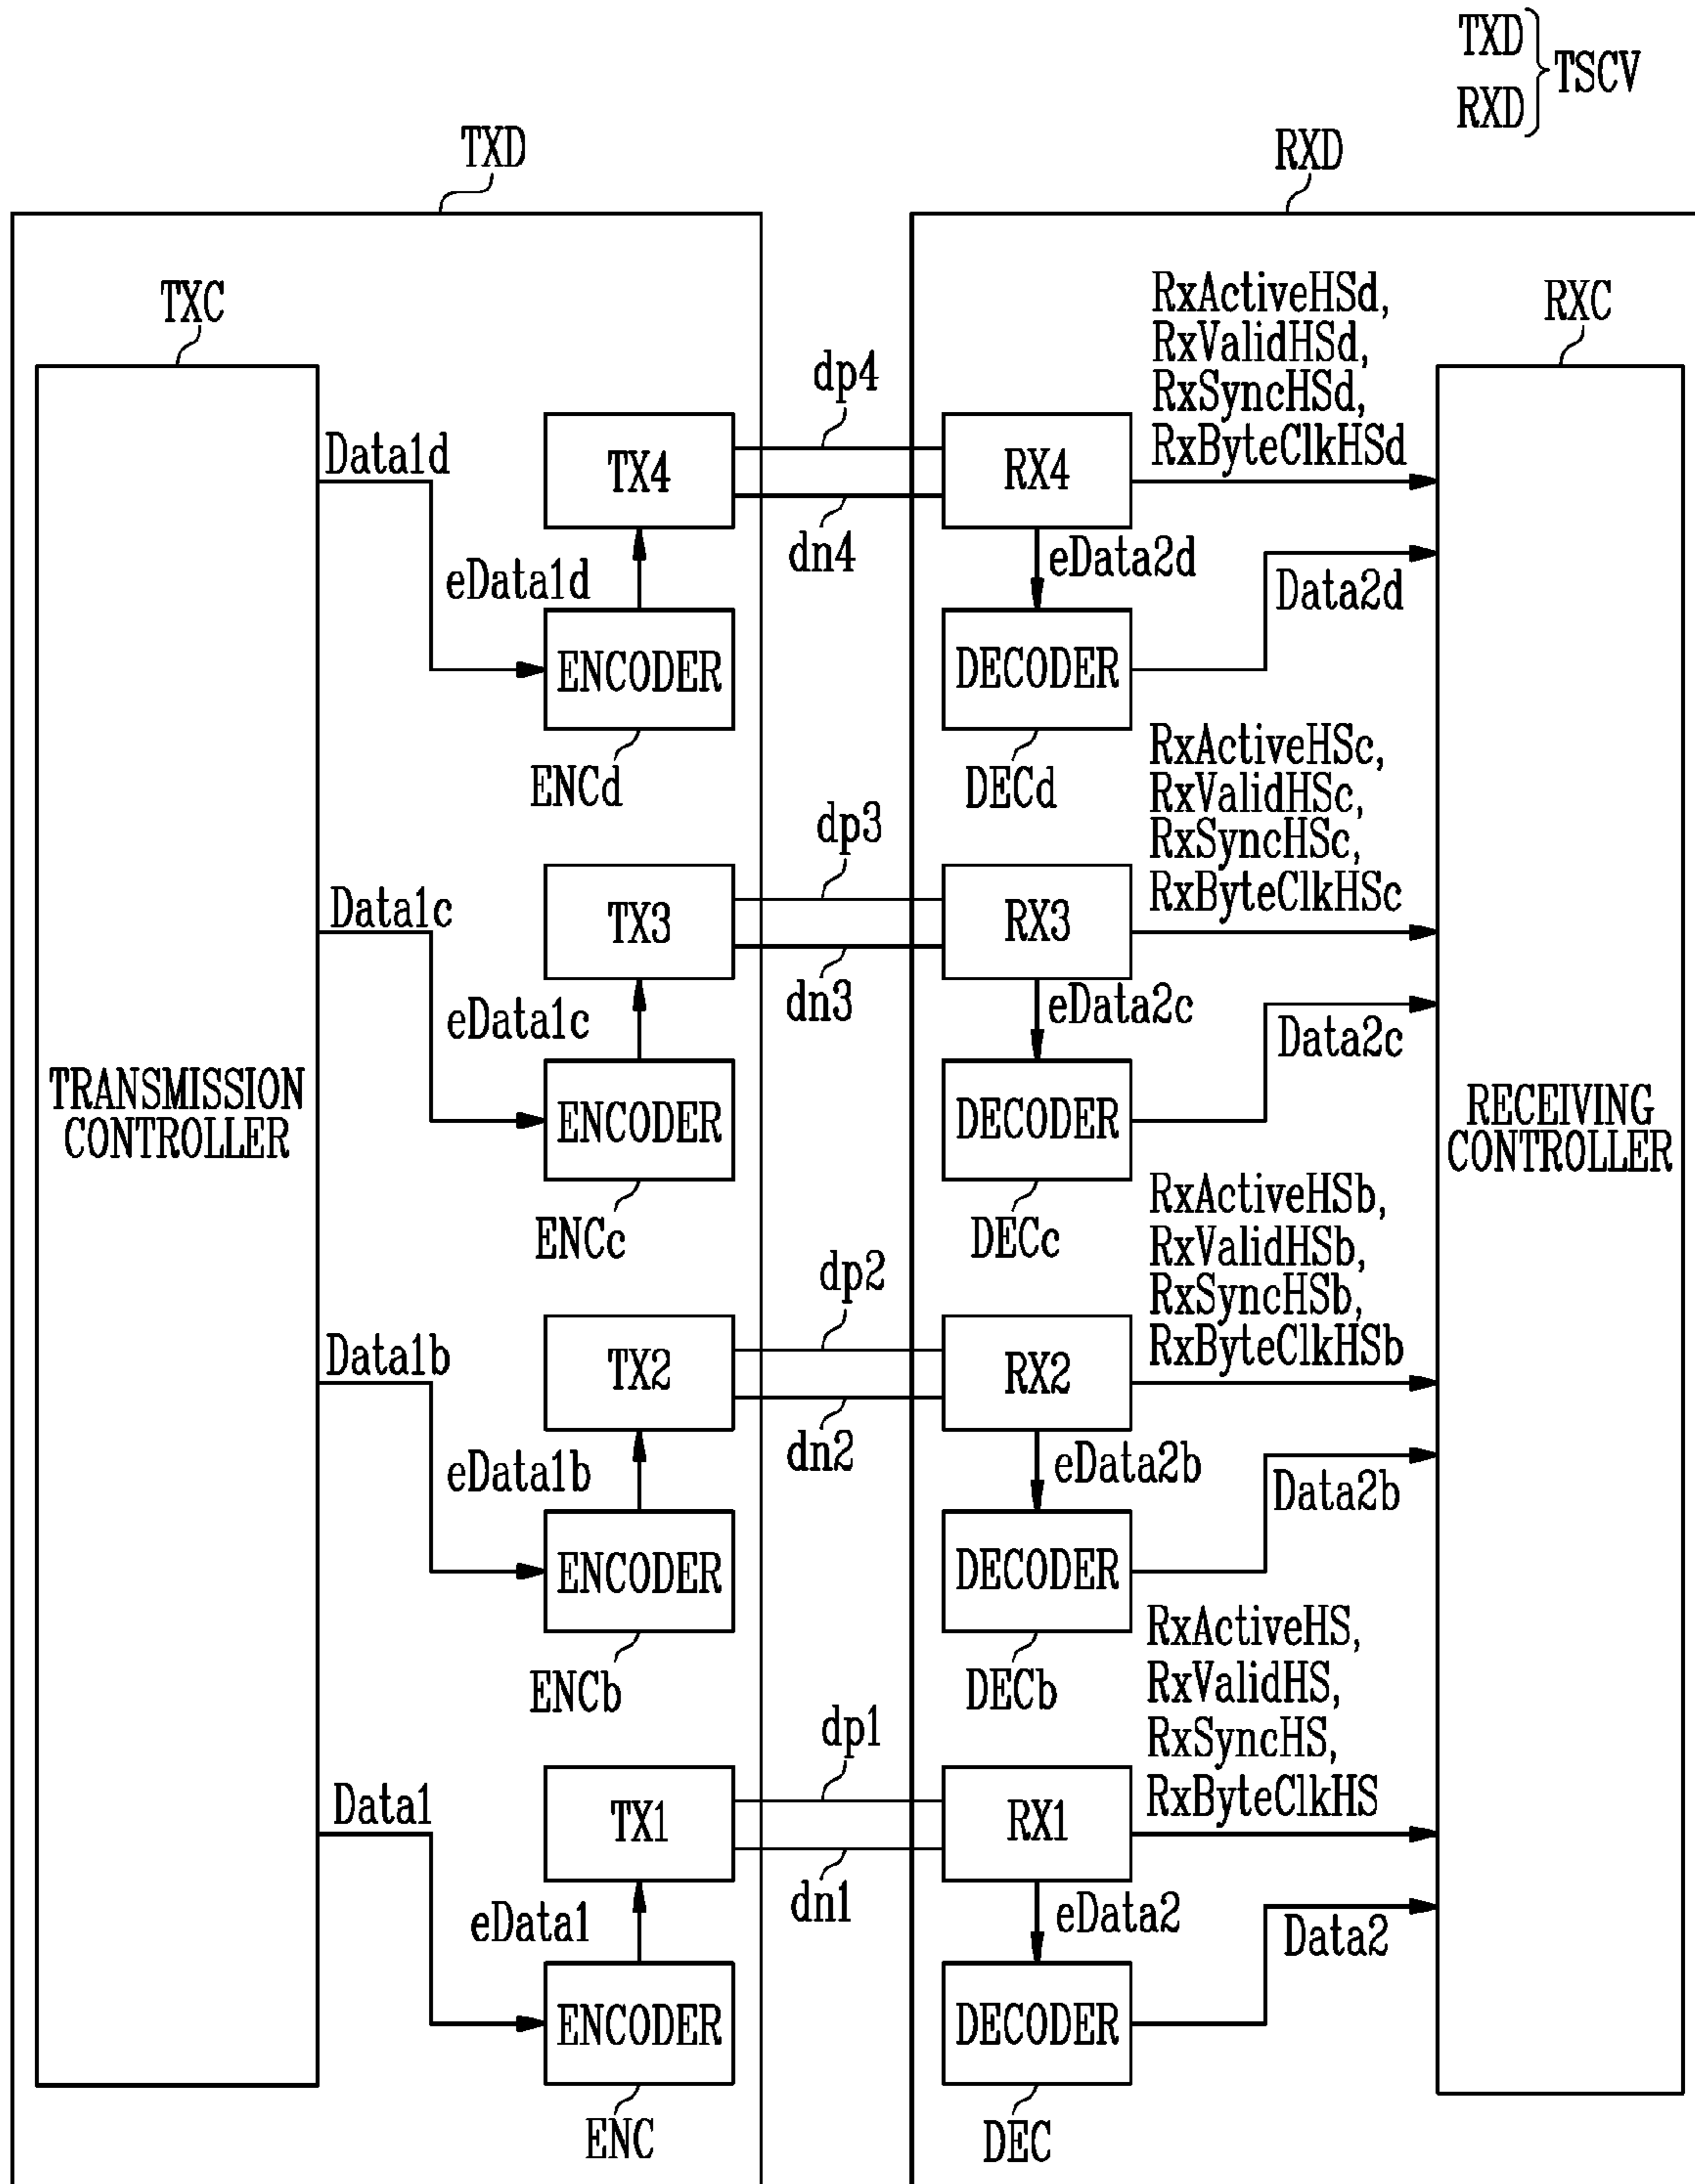 TXD
RXD
TSCV
TXD
RXD
TXC
RXC
TRANSMISSION
CONTROLLER
RECEIVING
CONTROLLER
Data1d
eData1d
TX4
ENCODER
ENCd
dp4
dn4
RX4
RxActiveHSd,
RxValidHSd,
RxSyncHSd,
RxByteClkHSd
eData2d
Data2d
DECODER
DECd
Data1c
eData1c
TX3
ENCODER
ENCc
dp3
dn3
RX3
RxActiveHSc,
RxValidHSc,
RxSyncHSc,
RxByteClkHSc
eData2c
Data2c
DECODER
DECc
Data1b
eData1b
TX2
ENCODER
ENCb
dp2
dn2
RX2
RxActiveHSb,
RxValidHSb,
RxSyncHSb,
RxByteClkHSb
eData2b
Data2b
DECODER
DECb
Data1
eData1
TX1
ENCODER
ENC
dp1
dn1
RX1
RxActiveHS,
RxValidHS,
RxSyncHS,
RxByteClkHS
eData2
Data2
DECODER
DEC